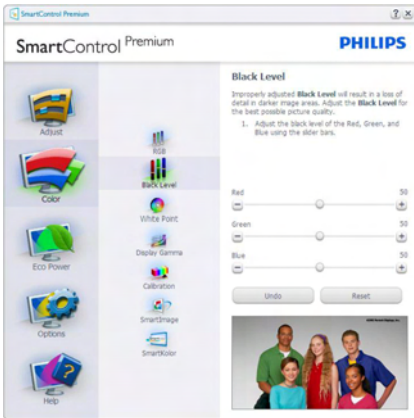 SmartControl Premium
SmartControl Premium
PHILIPS
Adjust
Color
Eco Power
Options
Help
RGB
Black Level
White Point
Display Gamma
Calibration
SmartImage
SmartKolor
Black Level
Improperly adjusted Black Level will result in a loss of
detail in darker image areas. Adjust the Black Level for
the best possible picture quality.
1. Adjust the black level of the Red, Green, and
Blue using the slider bars.
Red 50
Green 50
Blue 50
Undo Reset